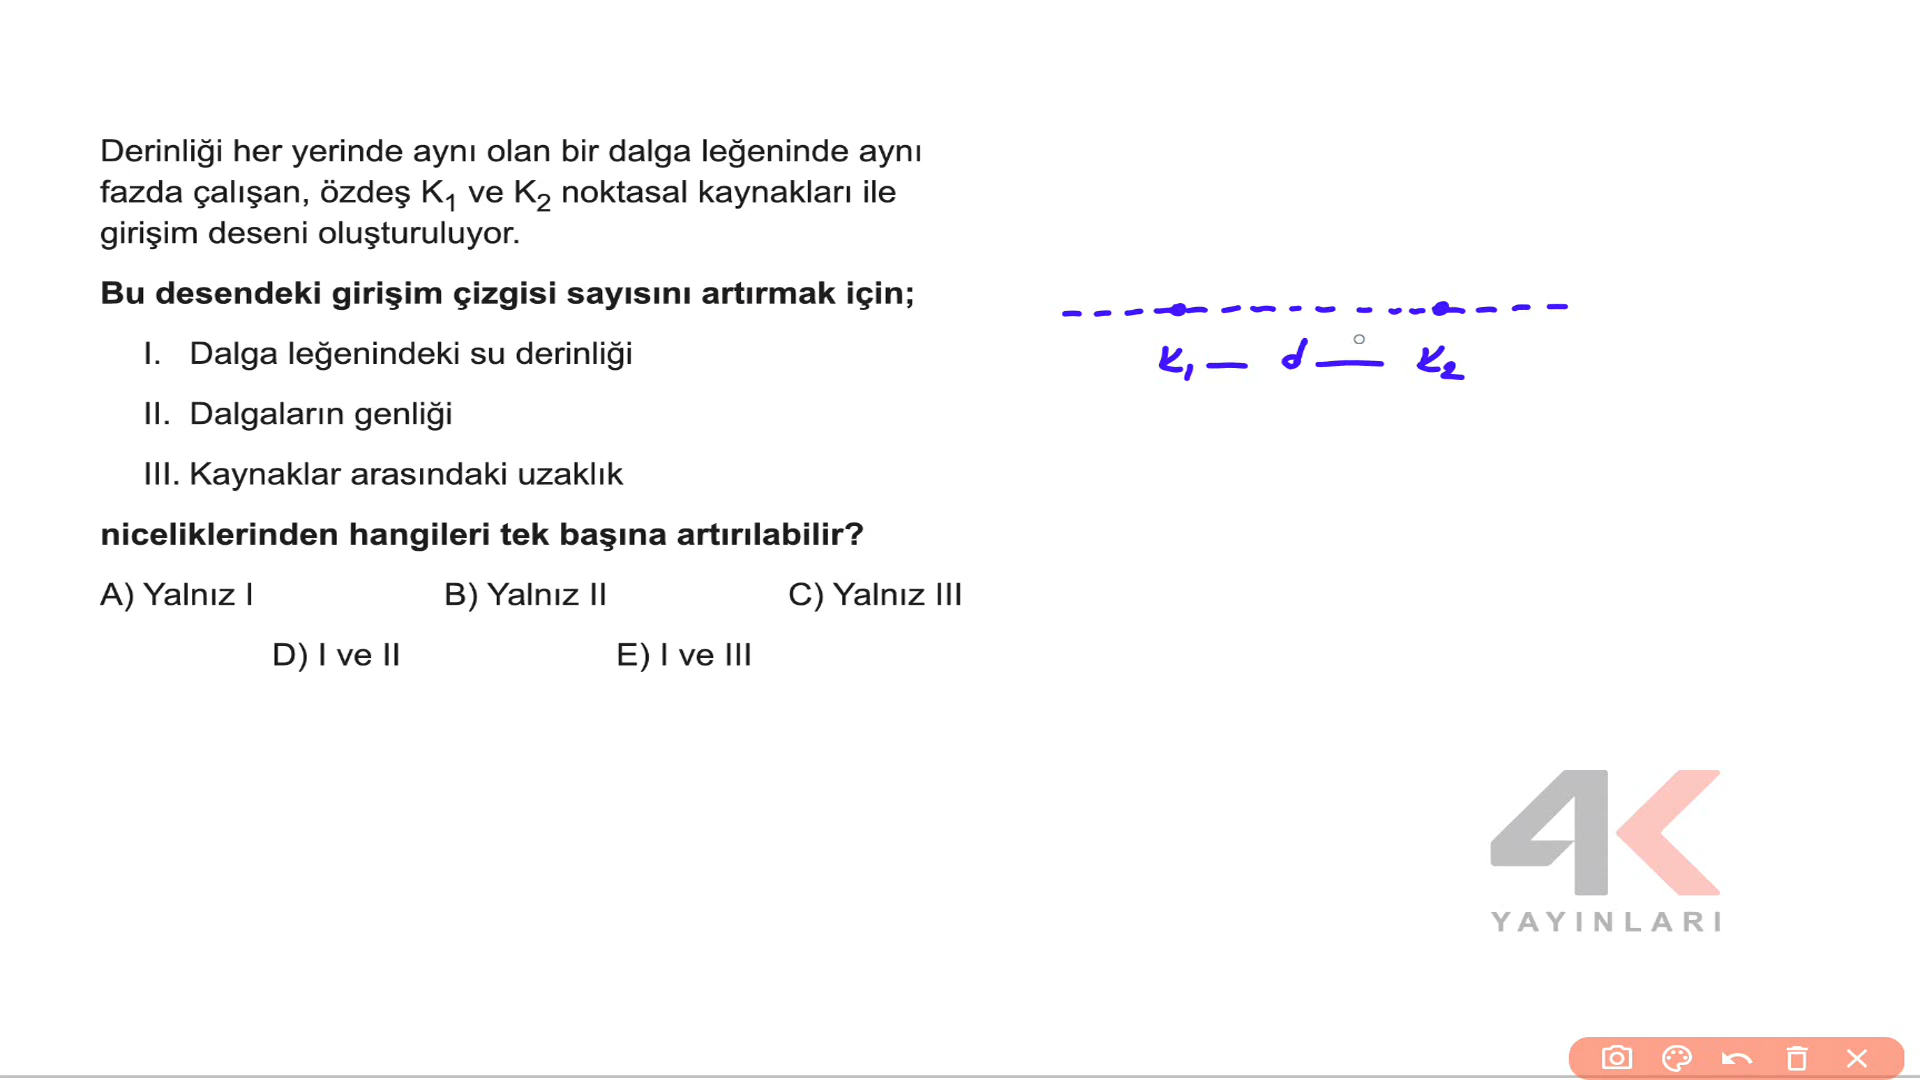 Derinliği her yerinde aynı olan bir dalga leğeninde aynı
fazda çalışan, özdeş K1 ve K2 noktasal kaynakları ile
girişim deseni oluşturuluyor.
Bu desendeki girişim çizgisi sayısını artırmak için;
I. Dalga leğenindeki su derinliği
II. Dalgaların genliği
III. Kaynaklar arasındaki uzaklık
niceliklerinden hangileri tek başına artırılabilir?
A) Yalnız I B) Yalnız II C) Yalnız III
D) I ve II E) I ve III
K1 — d — K2
4K
YAYINLARI